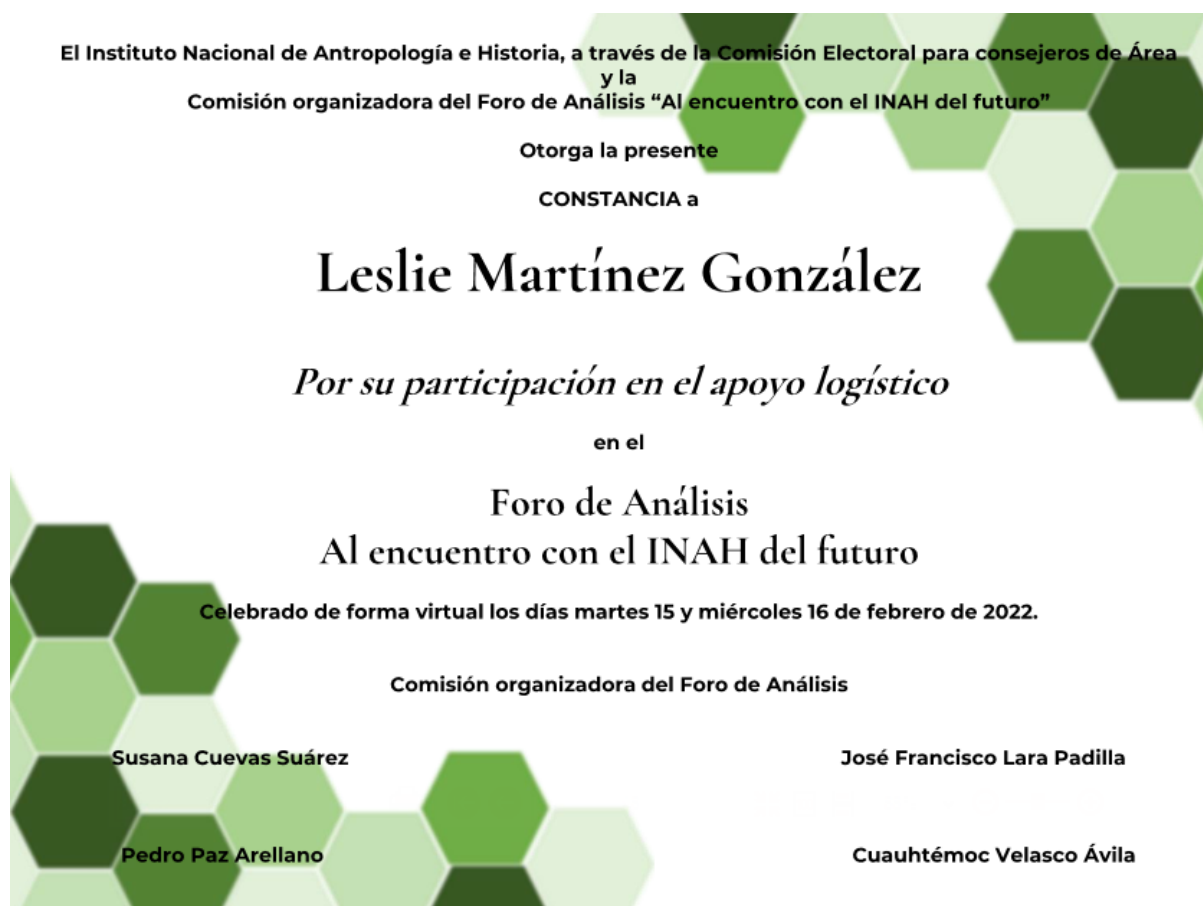 El Instituto Nacional de Antropología e Historia, a través de la Comisión Electoral para consejeros de Área
y la
Comisión organizadora del Foro de Análisis “Al encuentro con el INAH del futuro”
Otorga la presente
CONSTANCIA a
Leslie Martínez González
Por su participación en el apoyo logístico
en el
Foro de Análisis
Al encuentro con el INAH del futuro
Celebrado de forma virtual los días martes 15 y miércoles 16 de febrero de 2022.
Comisión organizadora del Foro de Análisis
Susana Cuevas Suárez
José Francisco Lara Padilla
Pedro Paz Arellano
Cuauhtémoc Velasco Ávila